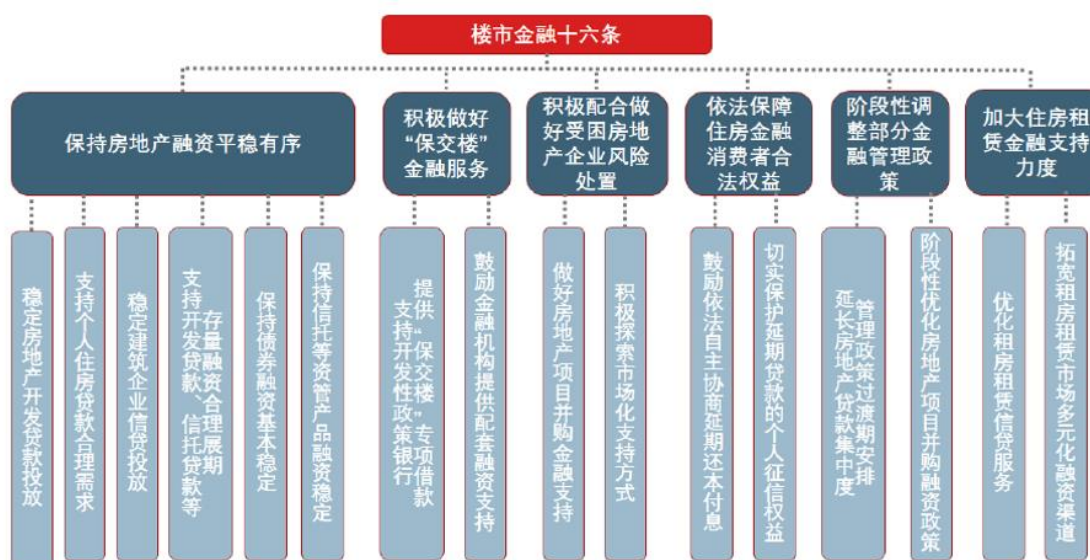 楼市金融十六条
保持房地产融资平稳有序
积极做好
“保交楼”
金融服务
积极配合做
好受困房地
产企业风险
处置
依法保障
住房金融
消费者合
法权益
阶段性调
整部分金
融管理政
策
加大住房租
赁金融支持
力度
稳定房地产开发贷款投放
支持个人住房贷款合理需求
稳定建筑企业信贷投放
支持开发贷款、信托贷款等
存量融资合理展期
保持债券融资基本稳定
保持信托等资管产品融资稳定
支持开发性政策银行
提供“保交楼”专项借款
鼓励金融机构提供配套融资支持
做好房地产项目并购金融支持
积极探索市场化支持方式
鼓励依法自主协商延期还本付息
切实保护延期贷款的个人征信权益
延长房地产贷款集中度
管理政策过渡期安排
阶段性优化房地产项目并购融资政策
优化租房租赁信贷服务
拓宽租房租赁市场多元化融资渠道